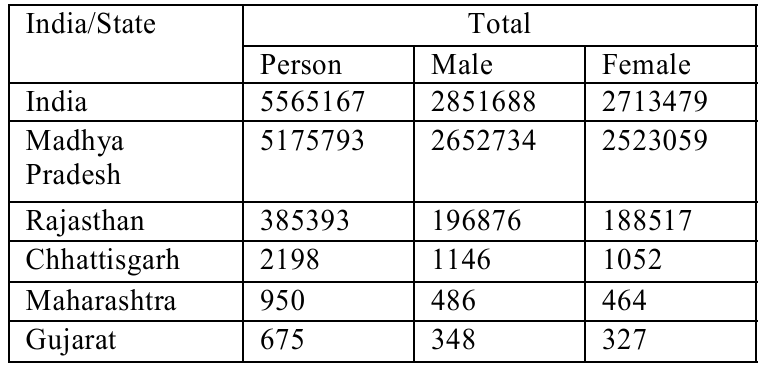 India/State Total
Person Male Female
India 5565167 2851688 2713479
Madhya 5175793 2652734 2523059
Pradesh
Rajasthan 385393 196876 188517
Chhattisgarh 2198 1146 1052
Maharashtra 950 486 464
Gujarat 675 348 327